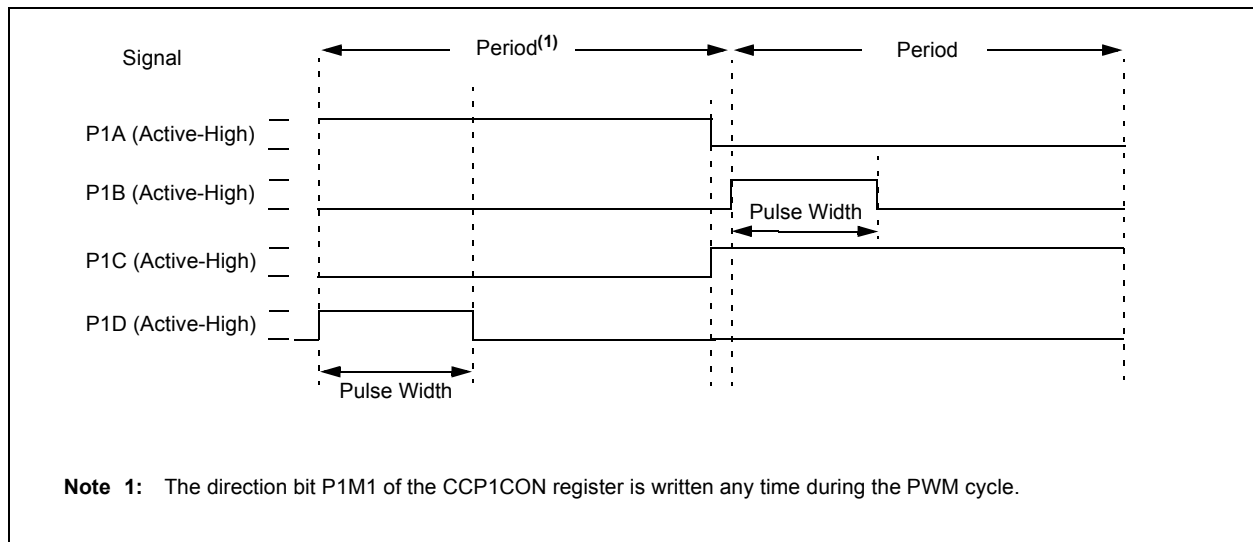 Signal
Period(1)
Period
P1A (Active-High)
P1B (Active-High)
Pulse Width
P1C (Active-High)
P1D (Active-High)
Pulse Width
Note 1: The direction bit P1M1 of the CCP1CON register is written any time during the PWM cycle.